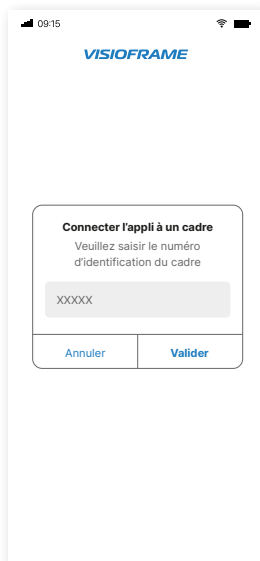 09:15
VISIOFRAME
Connecter l'appli à un cadre
Veuillez saisir le numéro
d'identification du cadre
XXXXX
Annuler
Valider